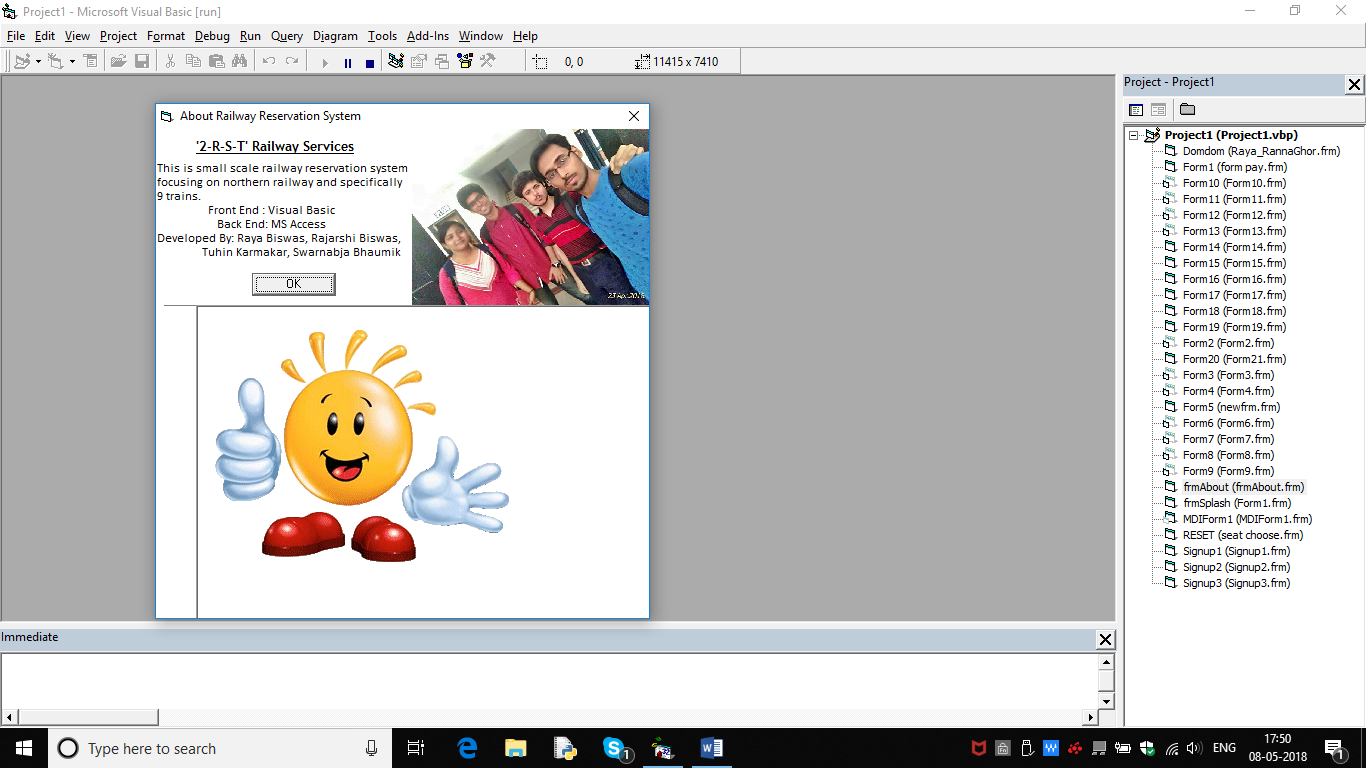 Project1 - Microsoft Visual Basic [run]
File Edit View Project Format Debug Run Query Diagram Tools Add-Ins Window Help
0, 0 11415 x 7410
About Railway Reservation System
'2-R-S-T' Railway Services
This is small scale railway reservation system
focusing on northern railway and specifically
9 trains.
Front End : Visual Basic
Back End: MS Access
Developed By: Raya Biswas, Rajarshi Biswas,
Tuhin Karmakar, Swarnabja Bhaumik
OK
23 Apr 2018
Project - Project1
Project1 (Project1.vbp)
Domdom (Raya_RannaGhor.frm)
Form1 (form pay.frm)
Form10 (Form10.frm)
Form11 (Form11.frm)
Form12 (Form12.frm)
Form13 (Form13.frm)
Form14 (Form14.frm)
Form15 (Form15.frm)
Form16 (Form16.frm)
Form17 (Form17.frm)
Form18 (Form18.frm)
Form19 (Form19.frm)
Form2 (Form2.frm)
Form20 (Form21.frm)
Form3 (Form3.frm)
Form4 (Form4.frm)
Form5 (newfrm.frm)
Form6 (Form6.frm)
Form7 (Form7.frm)
Form8 (Form8.frm)
Form9 (Form9.frm)
frmAbout (frmAbout.frm)
frmSplash (Form1.frm)
MDIForm1 (MDIForm1.frm)
RESET (seat choose.frm)
Signup1 (Signup1.frm)
Signup2 (Signup2.frm)
Signup3 (Signup3.frm)
Immediate
Type here to search
1
ENG
17:50
08-05-2018
1